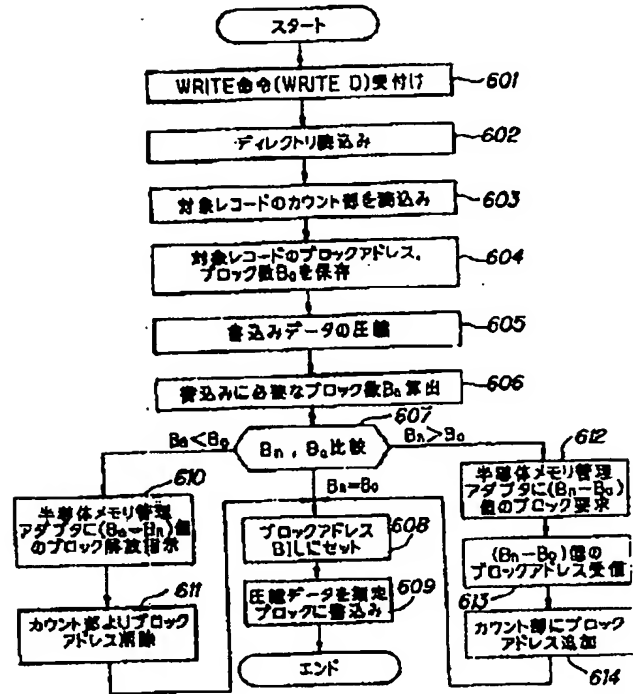 スタート
WRITE命令(WRITE D)受付け
601
ディレクトリ読込み
602
対象レコードのカウント部を読込み
603
対象レコードのブロックアドレス,
ブロック数B₀を保存
604
書込みデータの圧縮
605
書込みに必要なブロック数Bn算出
606
607
Bn, B₀比較
Bn<B₀
Bn>B₀
Bn=B₀
610
半導体メモリ管理
アダプタに(B₀-Bn)個
のブロック解放指示
611
カウント部よりブロック
アドレス削除
608
ブロックアドレス
BILにセット
609
圧縮データを指定
ブロックに書込み
エンド
612
半導体メモリ管理
アダプタに(Bn-B₀)
個のブロック要求
(Bn-B₀)個の
ブロックアドレス受信
613
カウント部にブロック
アドレス追加
614